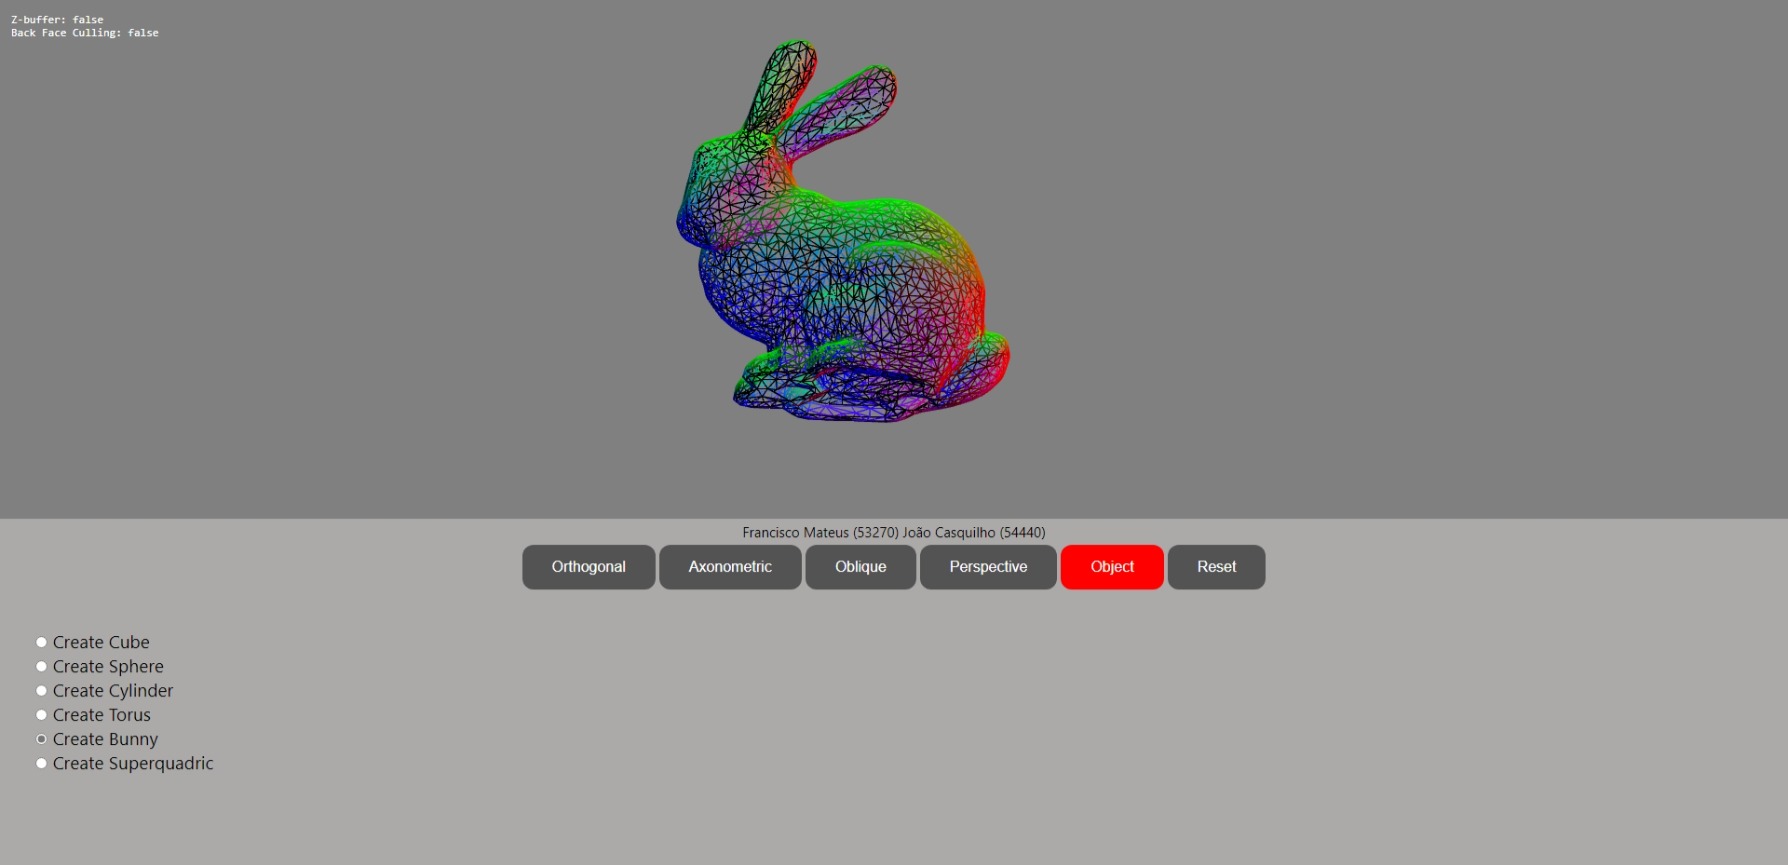 Z-buffer: false
Back Face Culling: false
Francisco Mateus (53270) João Casquilho (54440)
Orthogonal Axonometric Oblique Perspective Object Reset
Create Cube
Create Sphere
Create Cylinder
Create Torus
Create Bunny
Create Superquadric